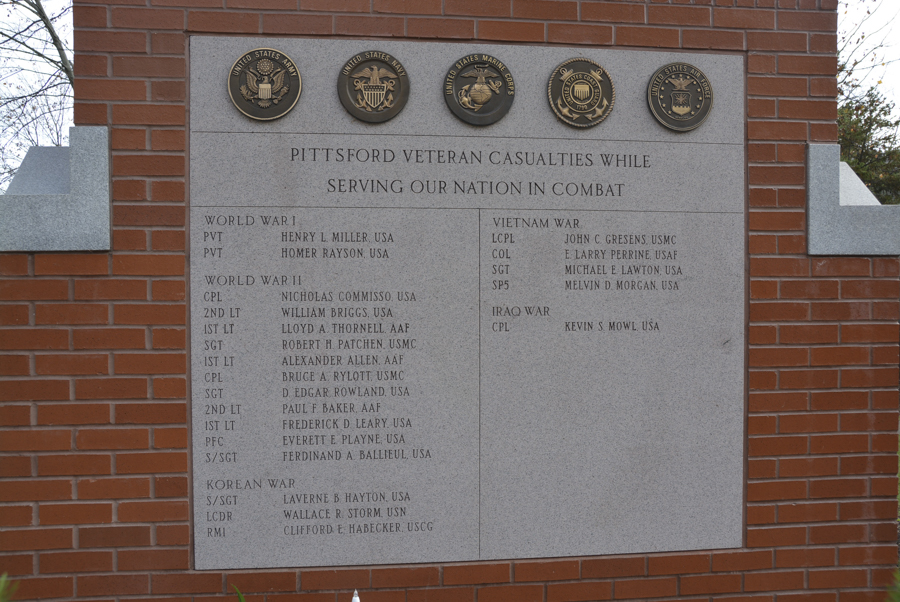 UNITED STATES ARMY
UNITED STATES NAVY
UNITED STATES MARINE CORPS
UNITED STATES AIR FORCE
PITTSFORD VETERAN CASUALTIES WHILE
SERVING OUR NATION IN COMBAT
WORLD WAR I
PVT HENRY L. MILLER, USA
PVT HOMER RAYSON, USA
WORLD WAR II
CPL NICHOLAS COMMISSO, USA
2ND LT WILLIAM BRIGGS, USA
1ST LT LLOYD A. THORNELL, AAF
SGT ROBERT H. PATCHEN, USMC
1ST LT ALEXANDER ALLEN, AAF
CPL BRUCE A. RYLOTT, USMC
SGT D. EDGAR ROWLAND, USA
2ND LT PAUL F. BAKER, AAF
1ST LT FREDERICK D. LEARY, USA
PFC EVERETT E. PLAYNE, USA
S/SGT FERDINAND A. BALLIEUL, USA
KOREAN WAR
S/SGT LAVERNE B. HAYTON, USA
LCDR WALLACE R. STORM, USN
RM1 CLIFFORD E. HABECKER, USCG
VIETNAM WAR
LCPL JOHN C. GRESENS, USMC
COL E. LARRY PERRINE, USAF
SGT MICHAEL E. LAWTON, USA
SP5 MELVIN D. MORGAN, USA
IRAQ WAR
CPL KEVIN S. MOWL, USA